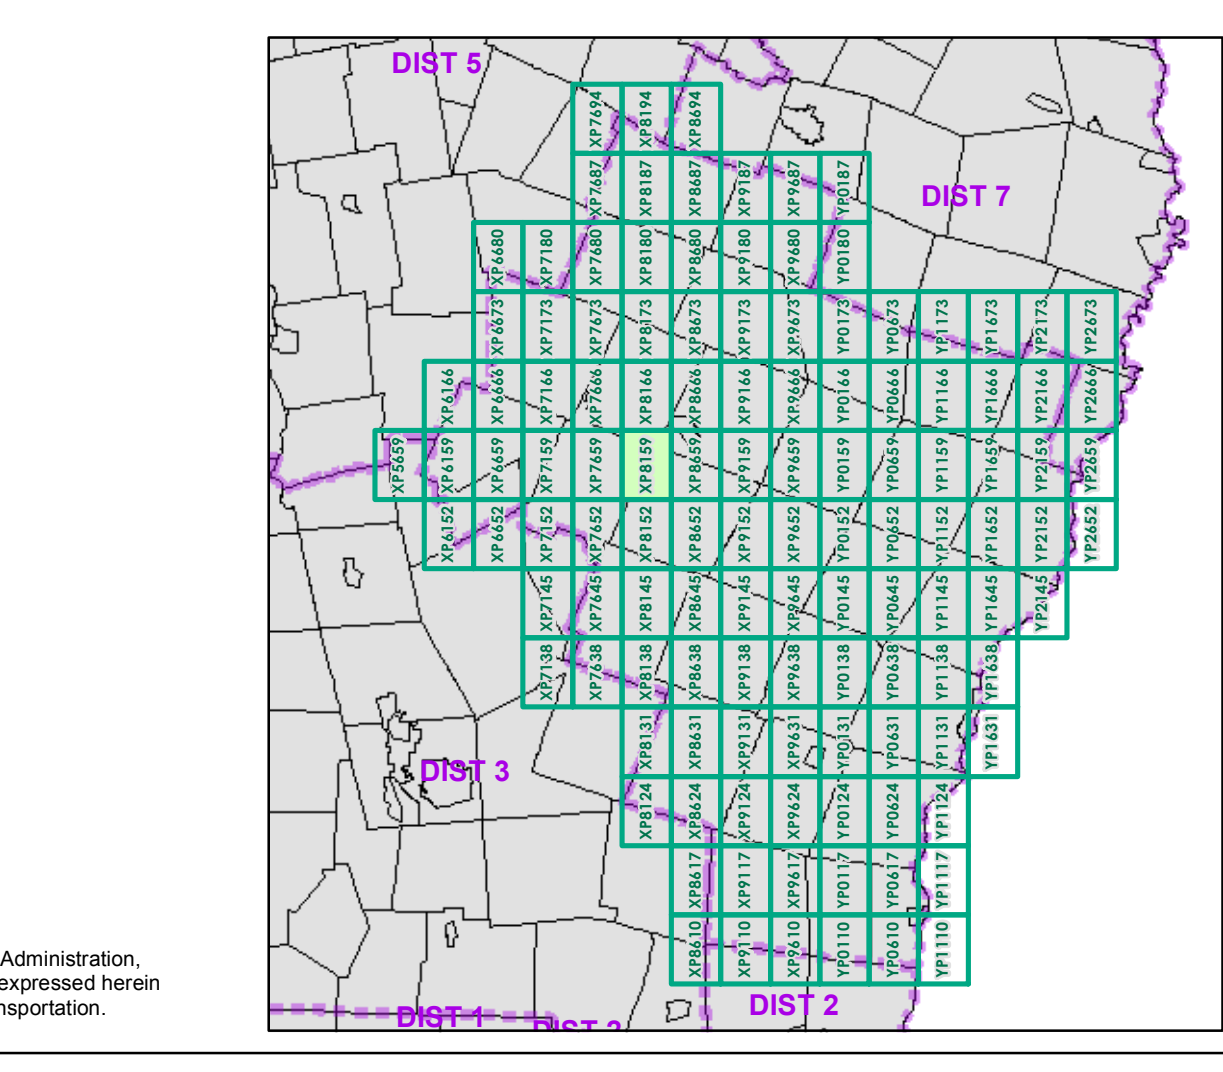 DIST 5
XP7694 XP8194 XP8694
XP7687 XP8187 XP8687 XP9187 XP9687 YP0187
DIST 7
XP6680 XP7180 XP7680 XP8180 XP8680 XP9180 XP9680 YP0180
XP6673 XP7173 XP7673 XP8173 XP8673 XP9173 XP9673 YP0173 YP0673 YP1173 YP1673 YP2173 YP2673
XP6166 XP6666 XP7166 XP7666 XP8166 XP8666 XP9166 XP9666 YP0166 YP0666 YP1166 YP1666 YP2166 YP2666
XP5659 XP6159 XP6659 XP7159 XP7659 XP8159 XP8659 XP9159 XP9659 YP0159 YP0659 YP1159 YP1659 YP2159 YP2659
XP6152 XP6652 XP7152 XP7652 XP8152 XP8652 XP9152 XP9652 YP0152 YP0652 YP1152 YP1652 YP2152 YP2652
XP7145 XP7645 XP8145 XP8645 XP9145 XP9645 YP0145 YP0645 YP1145 YP1645 YP2145
XP7138 XP7638 XP8138 XP8638 XP9138 XP9638 YP0138 YP0638 YP1138 YP1638
XP8131 XP8631 XP9131 XP9631 YP0131 YP0631 YP1131 YP1631
DIST 3
XP8124 XP8624 XP9124 XP9624 YP0124 YP0624 YP1124
XP8617 XP9117 XP9617 YP0117 YP0617 YP1117
XP8610 XP9110 XP9610 YP0110 YP0610 YP1110
Administration,
expressed herein
nsportation.
DIST 1
DIST 2
DIST 2